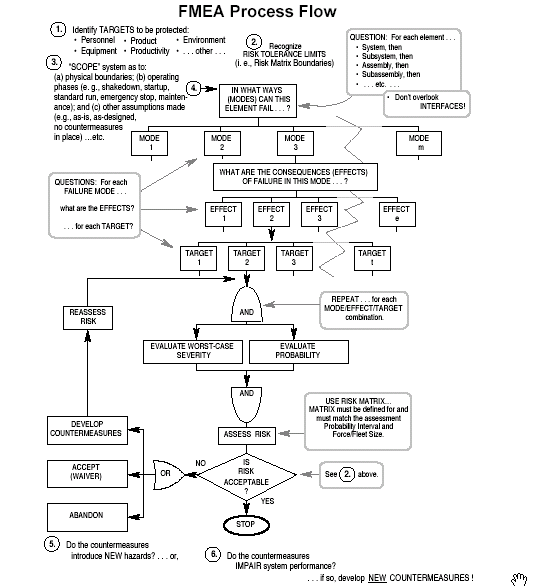 FMEA Process Flow
1. Identify TARGETS to be protected:
• Personnel • Product • Environment
• Equipment • Productivity • . . . other . . .
2. Recognize
RISK TOLERANCE LIMITS
(i. e., Risk Matrix Boundaries)
QUESTION: For each element . . .
• System, then
• Subsystem, then
• Assembly, then
• Subassembly, then
• . . . etc. . . .
• Don't overlook
INTERFACES!
3. "SCOPE" system as to:
(a) physical boundaries; (b) operating
phases (e. g., shakedown, startup,
standard run, emergency stop, mainten-
ance); and (c) other assumptions made
(e.g., as-is, as-designed,
no countermeasures
in place) ...etc.
4.
IN WHAT WAYS
(MODES) CAN THIS
ELEMENT FAIL . . . ?
MODE
1
MODE
2
MODE
3
MODE
m
WHAT ARE THE CONSEQUENCES (EFFECTS)
OF FAILURE IN THIS MODE . . . ?
QUESTIONS: For each
FAILURE MODE . . .
what are the EFFECTS?
. . . for each TARGET?
EFFECT
1
EFFECT
2
EFFECT
3
EFFECT
e
TARGET
1
TARGET
2
TARGET
3
TARGET
t
REASSESS
RISK
AND
REPEAT . . . for each
MODE/EFFECT/TARGET
combination.
EVALUATE WORST-CASE
SEVERITY
EVALUATE
PROBABILITY
AND
USE RISK MATRIX...
MATRIX must be defined for and
must match the assessment
Probability Interval and
Force/Fleet Size.
DEVELOP
COUNTERMEASURES
ASSESS RISK
ACCEPT
(WAIVER)
OR
NO
IS
RISK
ACCEPTABLE
?
See 2. above.
YES
ABANDON
STOP
5. Do the countermeasures
introduce NEW hazards? . . . or,
6. Do the countermeasures
IMPAIR system performance?
. . . if so, develop NEW COUNTERMEASURES !